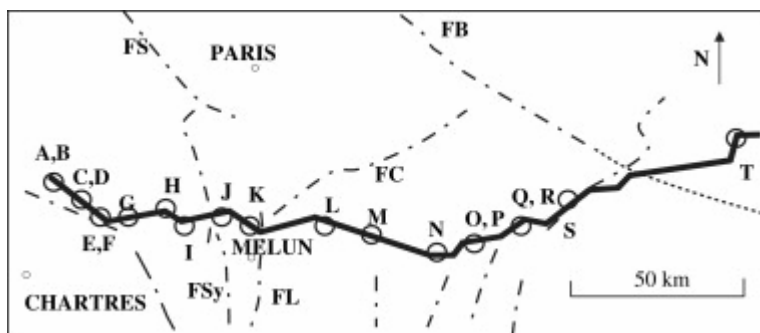 FS
FB
PARIS
N
A,B
C,D
E,F
G
H
I
J
K
FC
L
M
N
O, P
Q, R
S
T
MELUN
CHARTRES
FSy
FL
50 km